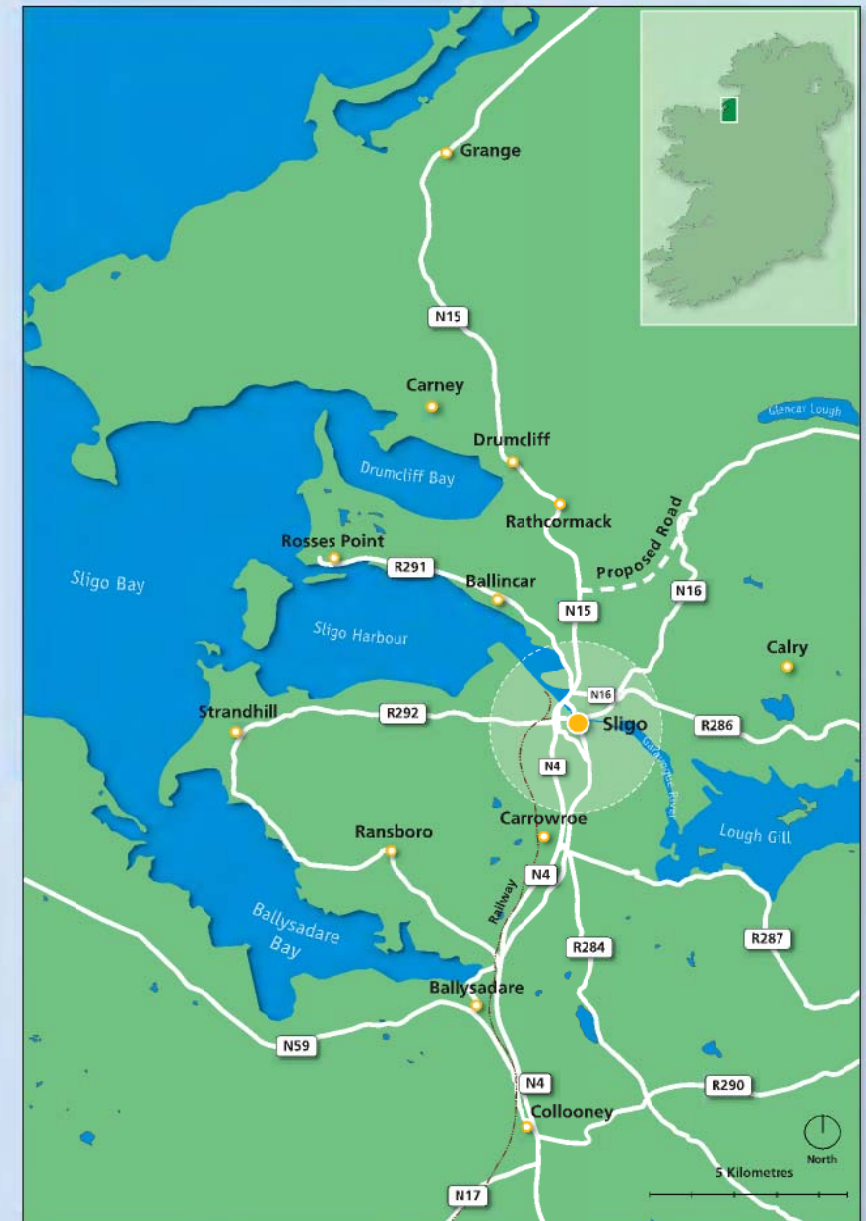 Grange
N15
Carney
Glencar Lough
Drumcliff
Drumcliff Bay
Rathcormack
Proposed Road
Rosses Point
R291
Sligo Bay
Ballincar
N15
N16
Sligo Harbour
Calry
N16
Strandhill
R292
Sligo
R286
N4
Garavogue River
Carrowroe
Ransboro
Lough Gill
N4
Railway
Ballysadare
Bay
R284
R287
Ballysadare
N59
N4
R290
Collooney
North
5 Kilometres
N17